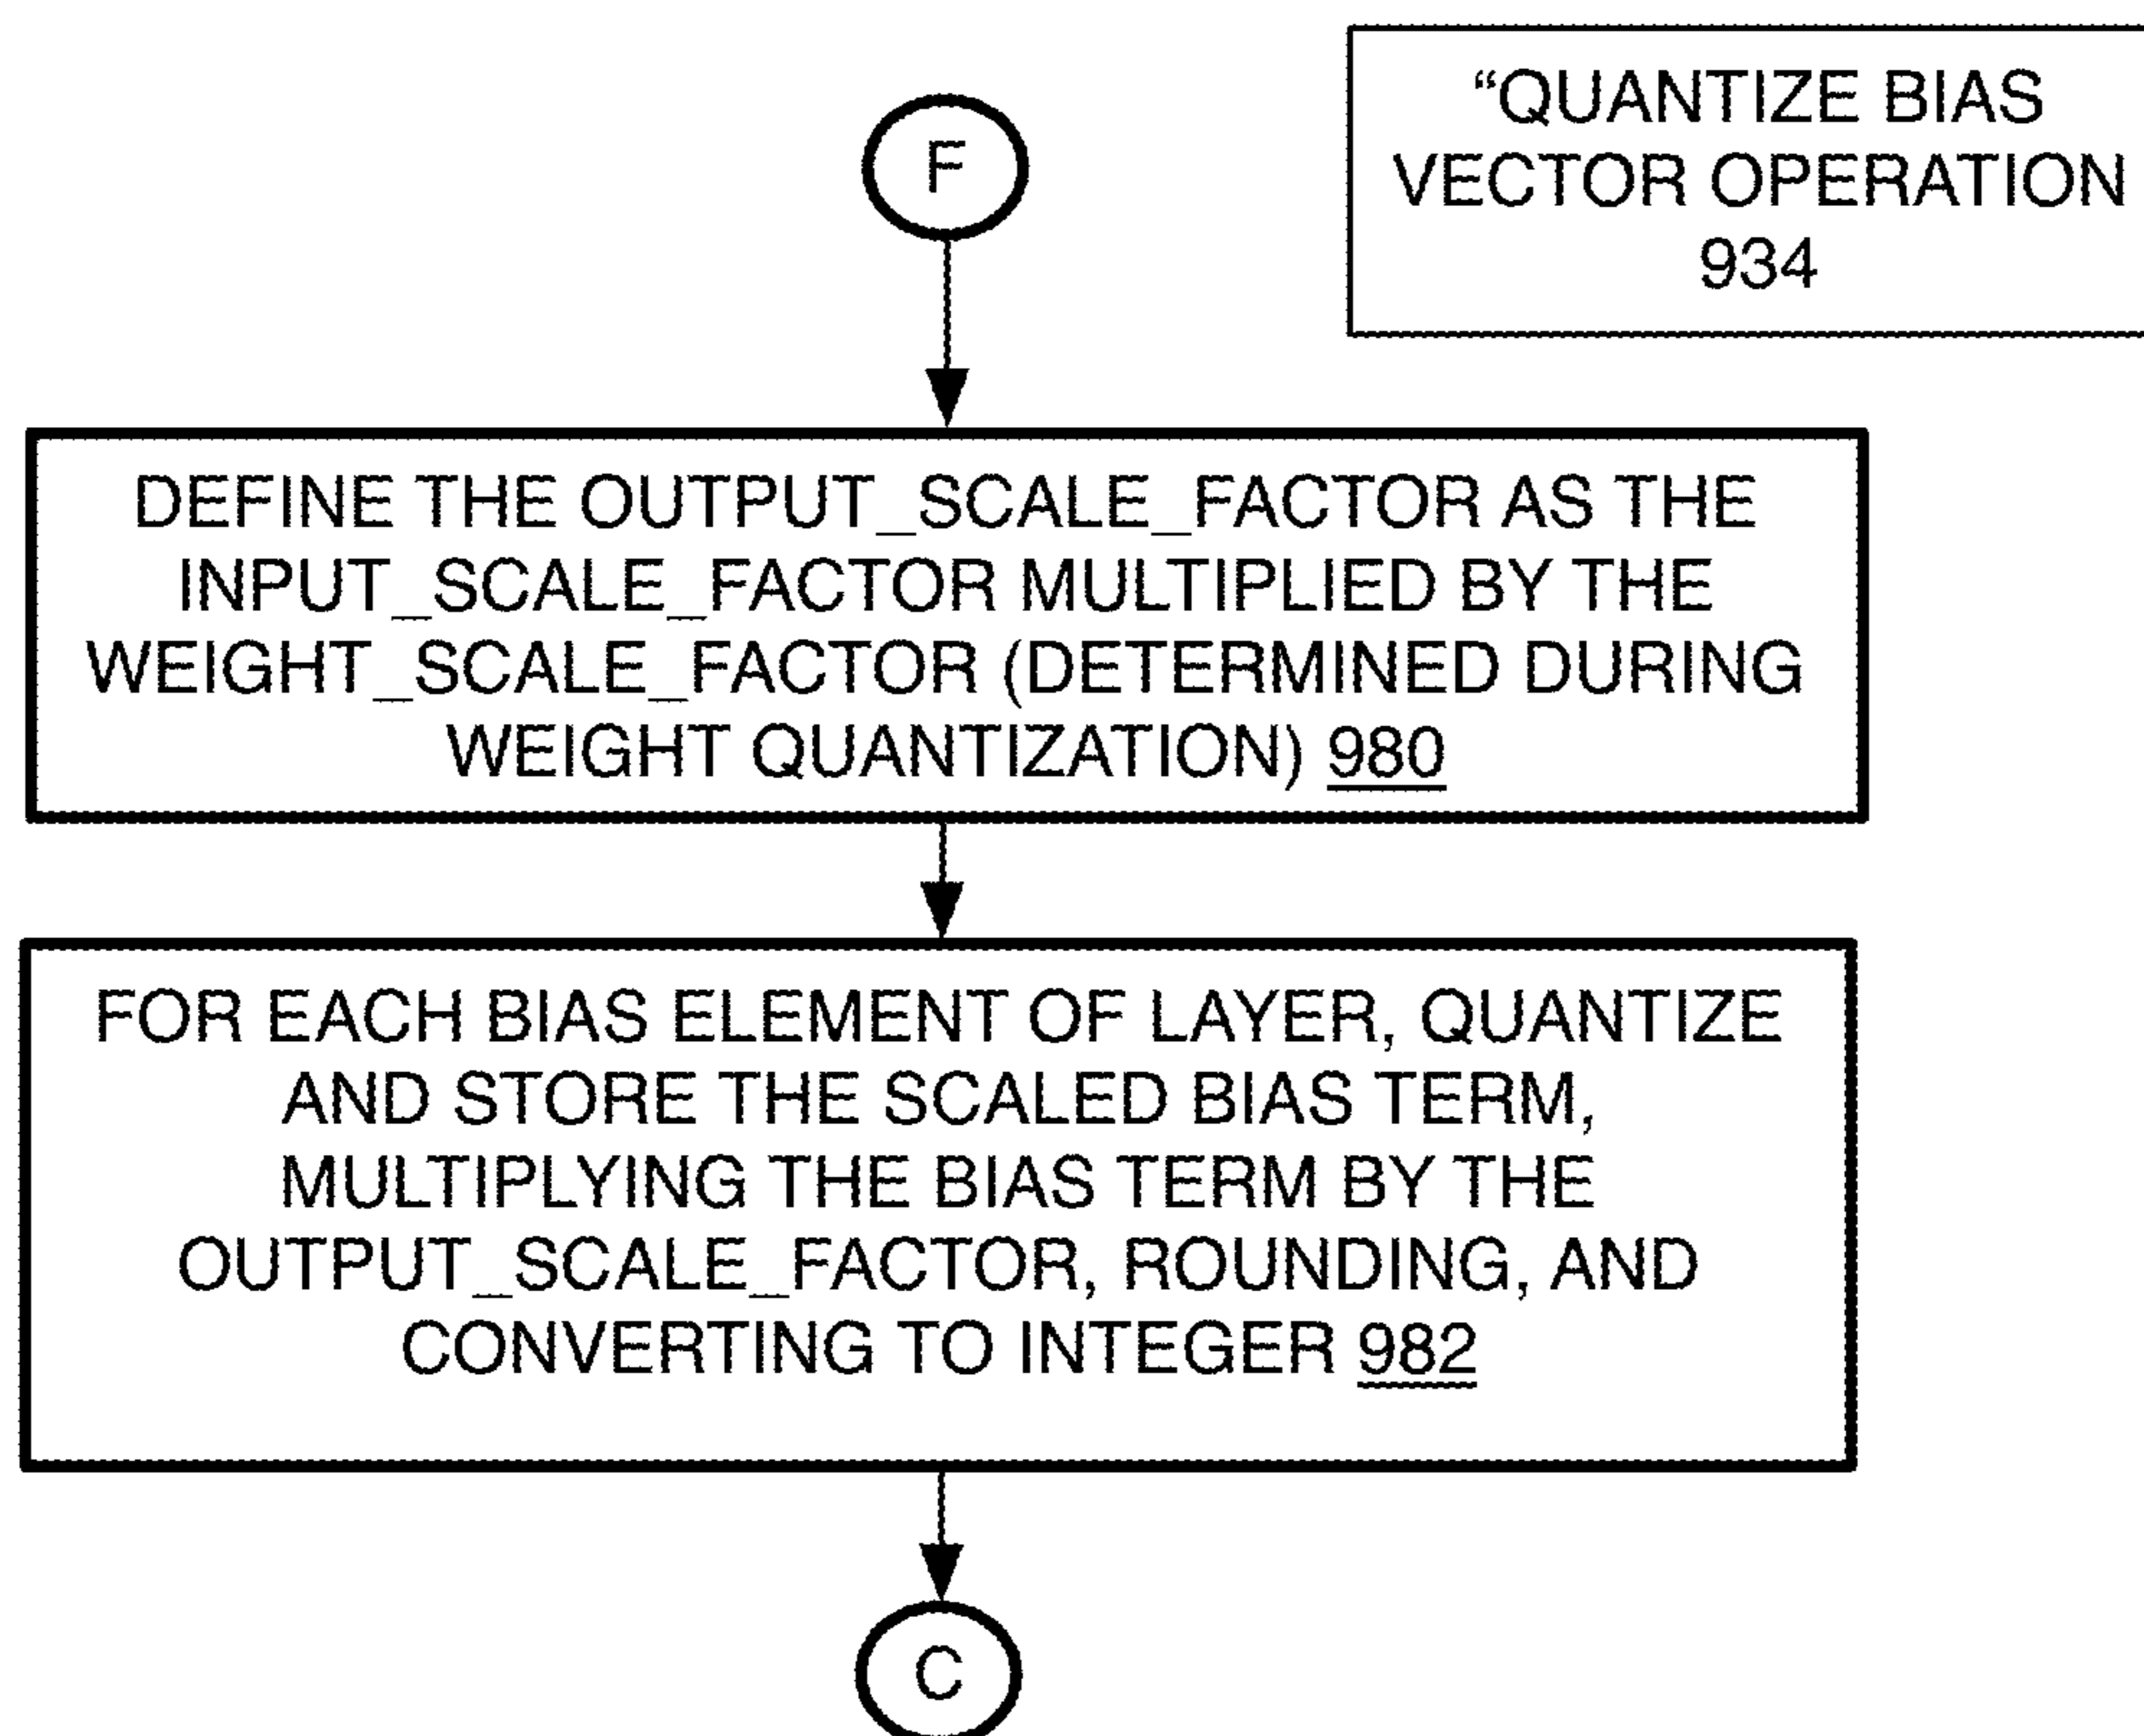 F
“QUANTIZE BIAS
VECTOR OPERATION
934
DEFINE THE OUTPUT_SCALE_FACTOR AS THE
INPUT_SCALE_FACTOR MULTIPLIED BY THE
WEIGHT_SCALE_FACTOR (DETERMINED DURING
WEIGHT QUANTIZATION) 980
FOR EACH BIAS ELEMENT OF LAYER, QUANTIZE
AND STORE THE SCALED BIAS TERM,
MULTIPLYING THE BIAS TERM BY THE
OUTPUT_SCALE_FACTOR, ROUNDING, AND
CONVERTING TO INTEGER 982
C